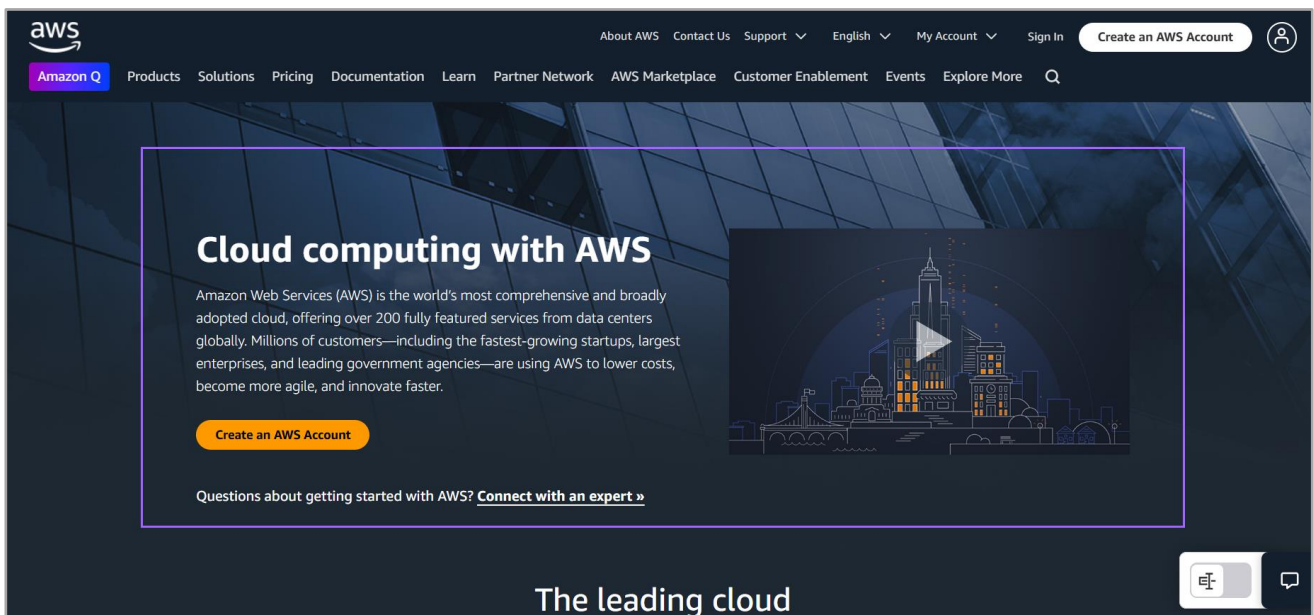 aws
About AWS Contact Us Support English My Account Sign In Create an AWS Account
Amazon Q Products Solutions Pricing Documentation Learn Partner Network AWS Marketplace Customer Enablement Events Explore More
Cloud computing with AWS
Amazon Web Services (AWS) is the world's most comprehensive and broadly
adopted cloud, offering over 200 fully featured services from data centers
globally. Millions of customers—including the fastest-growing startups, largest
enterprises, and leading government agencies—are using AWS to lower costs,
become more agile, and innovate faster.
Create an AWS Account
Questions about getting started with AWS? Connect with an expert »
The leading cloud